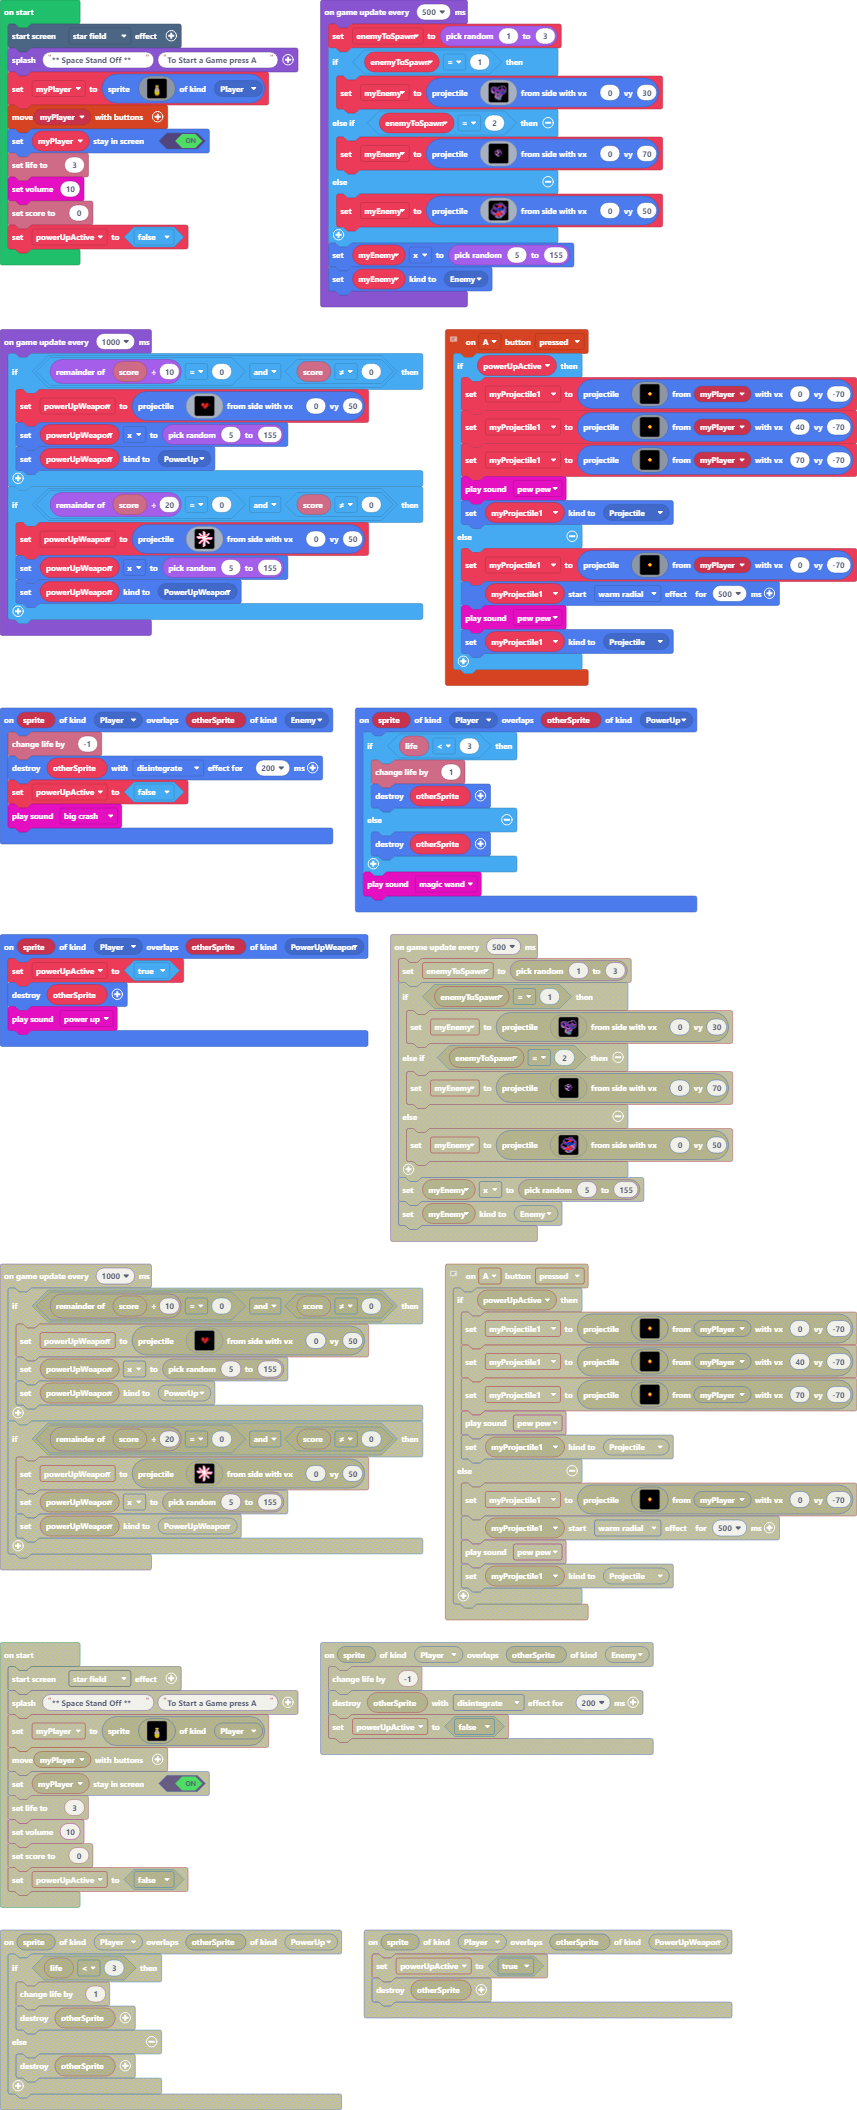 on start
start screen star field effect
splash "** Space Stand Off ** " "To Start a Game press A "
set myPlayer to sprite of kind Player
move myPlayer with buttons
set myPlayer stay in screen ON
set life to 3
set volume 10
set score to 0
set powerUpActive to false
on game update every 500 ms
set enemyToSpawn to pick random 1 to 3
if enemyToSpawn = 1 then
set myEnemy to projectile from side with vx 0 vy 30
else if enemyToSpawn = 2 then
set myEnemy to projectile from side with vx 0 vy 70
else
set myEnemy to projectile from side with vx 0 vy 50
set myEnemy x to pick random 5 to 155
set myEnemy kind to Enemy
on game update every 1000 ms
if remainder of score ÷ 10 = 0 and score ≠ 0 then
set powerUpWeapon to projectile from side with vx 0 vy 50
set powerUpWeapon x to pick random 5 to 155
set powerUpWeapon kind to PowerUp
if remainder of score ÷ 20 = 0 and score ≠ 0 then
set powerUpWeapon to projectile from side with vx 0 vy 50
set powerUpWeapon x to pick random 5 to 155
set powerUpWeapon kind to PowerUpWeapon
on A button pressed
if powerUpActive then
set myProjectile1 to projectile from myPlayer with vx 0 vy -70
set myProjectile1 to projectile from myPlayer with vx 40 vy -70
set myProjectile1 to projectile from myPlayer with vx 70 vy -70
play sound pew pew
set myProjectile1 kind to Projectile
else
set myProjectile1 to projectile from myPlayer with vx 0 vy -70
myProjectile1 start warm radial effect for 500 ms
play sound pew pew
set myProjectile1 kind to Projectile
on sprite of kind Player overlaps otherSprite of kind Enemy
change life by -1
destroy otherSprite with disintegrate effect for 200 ms
set powerUpActive to false
play sound big crash
on sprite of kind Player overlaps otherSprite of kind PowerUp
if life < 3 then
change life by 1
destroy otherSprite
else
destroy otherSprite
play sound magic wand
on sprite of kind Player overlaps otherSprite of kind PowerUpWeapon
set powerUpActive to true
destroy otherSprite
play sound power up
on game update every 500 ms
set enemyToSpawn to pick random 1 to 3
if enemyToSpawn = 1 then
set myEnemy to projectile from side with vx 0 vy 30
else if enemyToSpawn = 2 then
set myEnemy to projectile from side with vx 0 vy 70
else
set myEnemy to projectile from side with vx 0 vy 50
set myEnemy x to pick random 5 to 155
set myEnemy kind to Enemy
on game update every 1000 ms
if remainder of score ÷ 10 = 0 and score ≠ 0 then
set powerUpWeapon to projectile from side with vx 0 vy 50
set powerUpWeapon x to pick random 5 to 155
set powerUpWeapon kind to PowerUp
if remainder of score ÷ 20 = 0 and score ≠ 0 then
set powerUpWeapon to projectile from side with vx 0 vy 50
set powerUpWeapon x to pick random 5 to 155
set powerUpWeapon kind to PowerUpWeapon
on A button pressed
if powerUpActive then
set myProjectile1 to projectile from myPlayer with vx 0 vy -70
set myProjectile1 to projectile from myPlayer with vx 40 vy -70
set myProjectile1 to projectile from myPlayer with vx 70 vy -70
play sound pew pew
set myProjectile1 kind to Projectile
else
set myProjectile1 to projectile from myPlayer with vx 0 vy -70
myProjectile1 start warm radial effect for 500 ms
play sound pew pew
set myProjectile1 kind to Projectile
on start
start screen star field effect
splash "** Space Stand Off ** " "To Start a Game press A "
set myPlayer to sprite of kind Player
move myPlayer with buttons
set myPlayer stay in screen ON
set life to 3
set volume 10
set score to 0
set powerUpActive to false
on sprite of kind Player overlaps otherSprite of kind Enemy
change life by -1
destroy otherSprite with disintegrate effect for 200 ms
set powerUpActive to false
on sprite of kind Player overlaps otherSprite of kind PowerUp
if life < 3 then
change life by 1
destroy otherSprite
else
destroy otherSprite
on sprite of kind Player overlaps otherSprite of kind PowerUpWeapon
set powerUpActive to true
destroy otherSprite